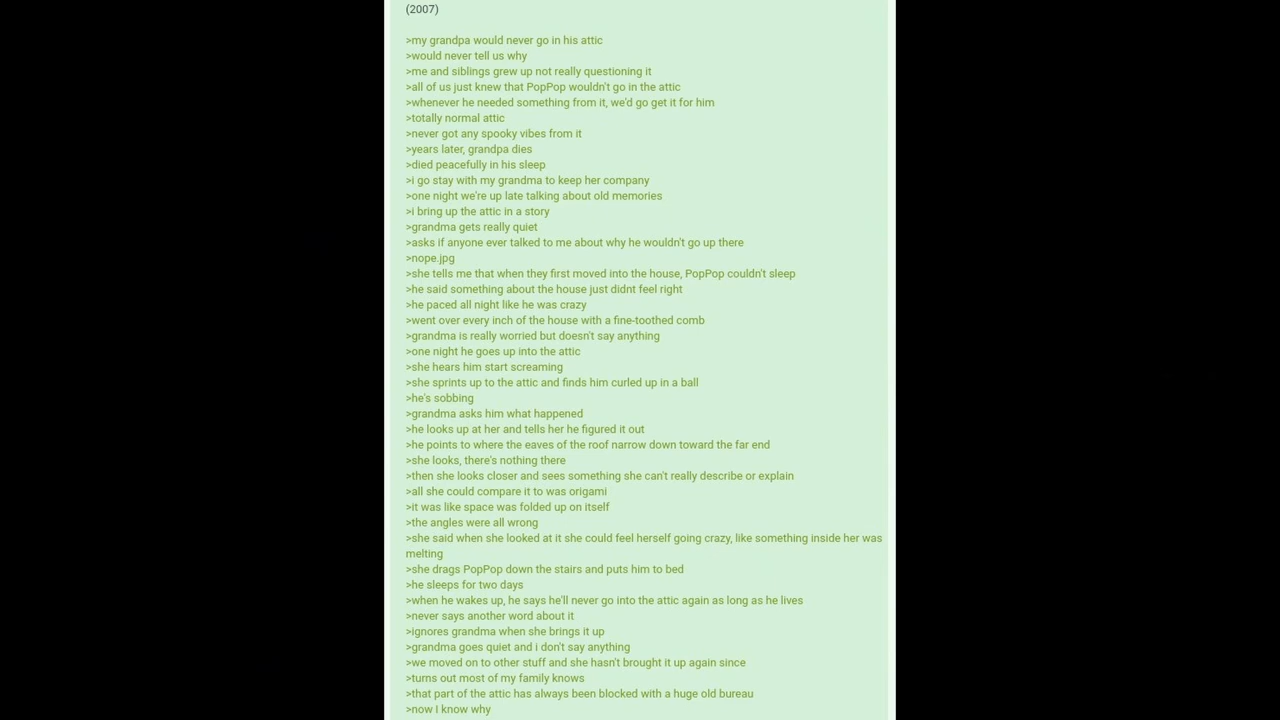 (2007)
>my grandpa would never go in his attic
>would never tell us why
>me and siblings grew up not really questioning it
>all of us just knew that PopPop wouldn't go in the attic
>whenever he needed something from it, we'd go get it for him
>totally normal attic
>never got any spooky vibes from it
>years later, grandpa dies
>died peacefully in his sleep
>i go stay with my grandma to keep her company
>one night we're up late talking about old memories
>i bring up the attic in a story
>grandma gets really quiet
>asks if anyone ever talked to me about why he wouldn't go up there
>nope.jpg
>she tells me that when they first moved into the house, PopPop couldn't sleep
>he said something about the house just didnt feel right
>he paced all night like he was crazy
>went over every inch of the house with a fine-toothed comb
>grandma is really worried but doesn't say anything
>one night he goes up into the attic
>she hears him start screaming
>she sprints up to the attic and finds him curled up in a ball
>he's sobbing
>grandma asks him what happened
>he looks up at her and tells her he figured it out
>he points to where the eaves of the roof narrow down toward the far end
>she looks, there's nothing there
>then she looks closer and sees something she can't really describe or explain
>all she could compare it to was origami
>it was like space was folded up on itself
>the angles were all wrong
>she said when she looked at it she could feel herself going crazy, like something inside her was
melting
>she drags PopPop down the stairs and puts him to bed
>he sleeps for two days
>when he wakes up, he says he'll never go into the attic again as long as he lives
>never says another word about it
>ignores grandma when she brings it up
>grandma goes quiet and i don't say anything
>we moved on to other stuff and she hasn't brought it up again since
>turns out most of my family knows
>that part of the attic has always been blocked with a huge old bureau
>now I know why